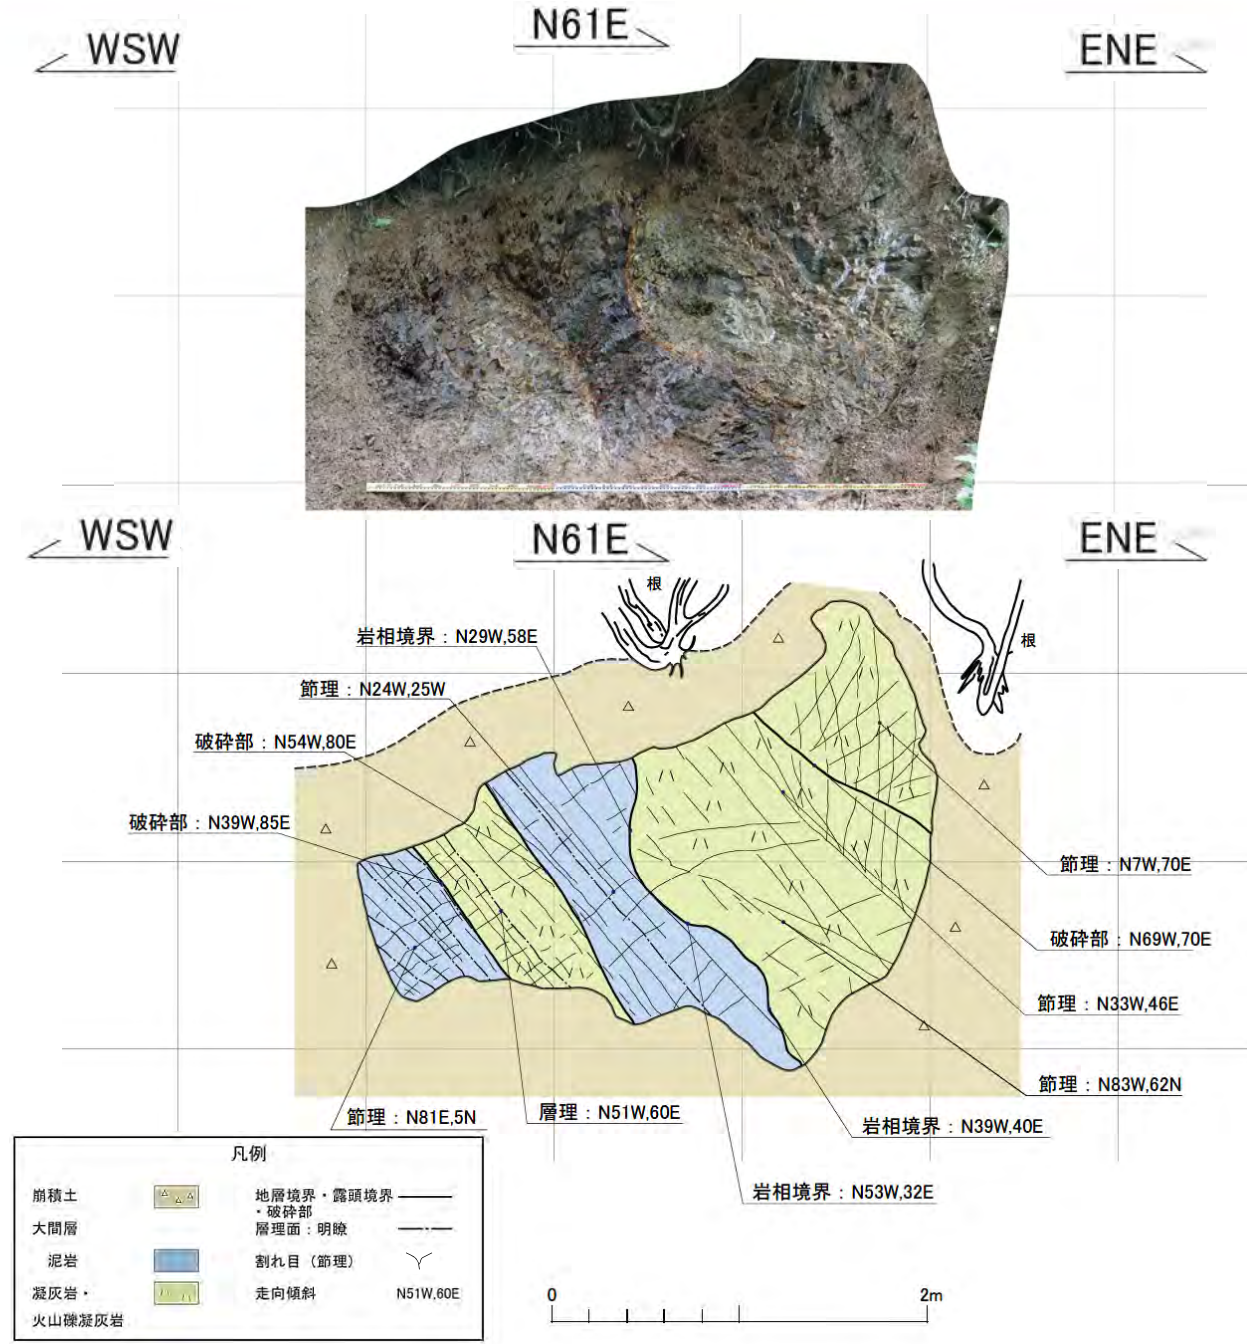 WSW
N61E
ENE
WSW
N61E
ENE
根
根
岩相境界：N29W,58E
節理：N24W,25W
破砕部：N54W,80E
破砕部：N39W,85E
節理：N7W,70E
破砕部：N69W,70E
節理：N33W,46E
節理：N83W,62N
節理：N81E,5N
層理：N51W,60E
岩相境界：N39W,40E
岩相境界：N53W,32E
凡例
崩積土
地層境界・露頭境界
・破砕部
大間層
層理面：明瞭
泥岩
割れ目（節理）
凝灰岩・
火山礫凝灰岩
走向傾斜
N51W,60E
0
2m